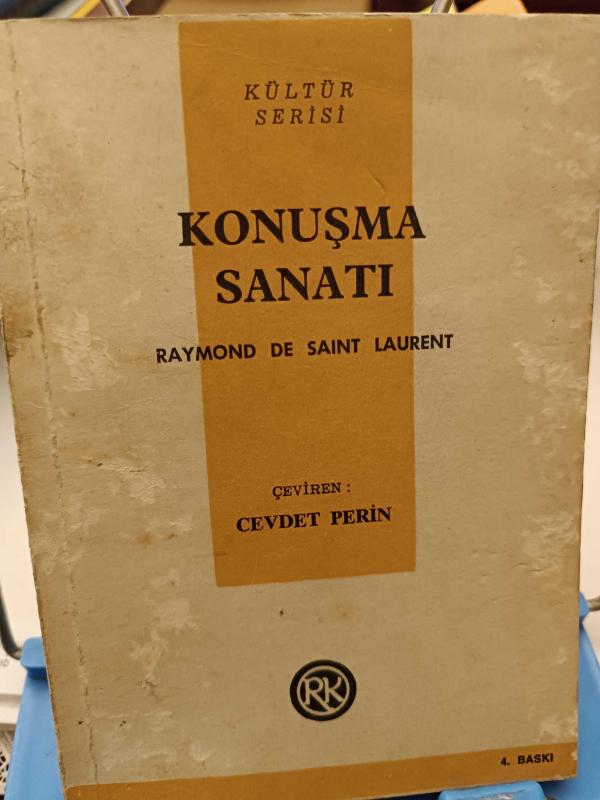 KÜLTÜR
SERİSİ
KONUŞMA
SANATI
RAYMOND DE SAINT LAURENT
ÇEVİREN :
CEVDET PERİN
RK
4. BASKI